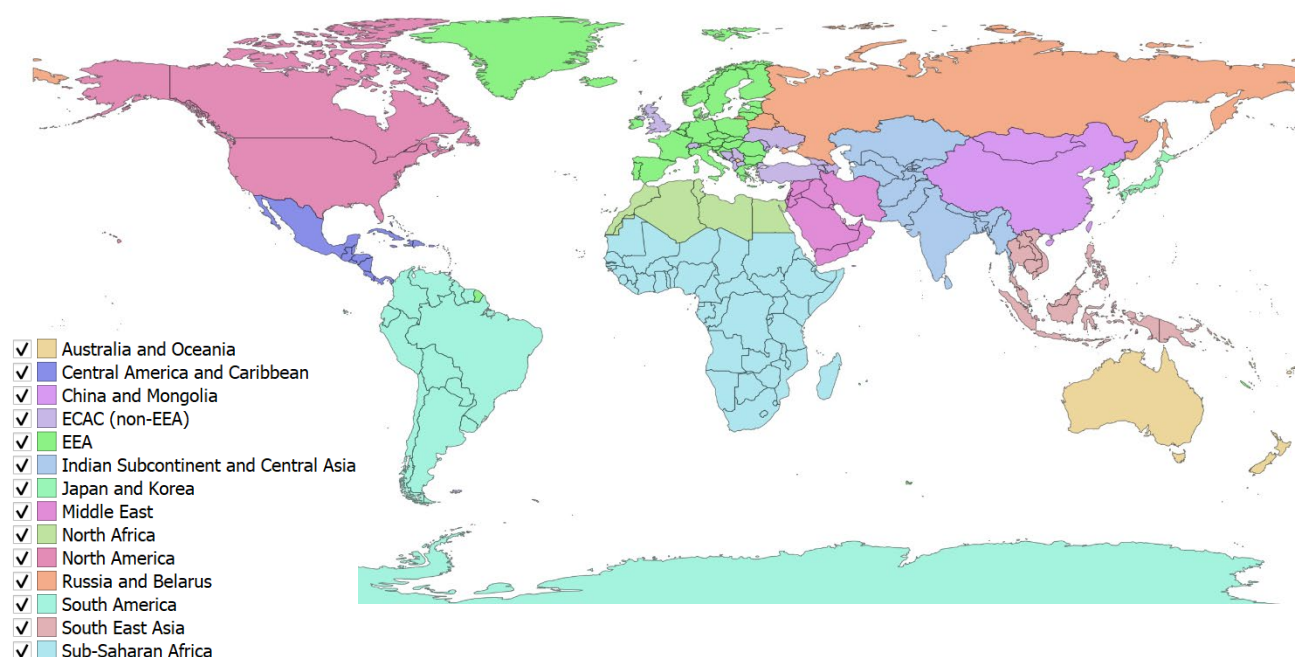 Australia and Oceania
Central America and Caribbean
China and Mongolia
ECAC (non-EEA)
EEA
Indian Subcontinent and Central Asia
Japan and Korea
Middle East
North Africa
North America
Russia and Belarus
South America
South East Asia
Sub-Saharan Africa